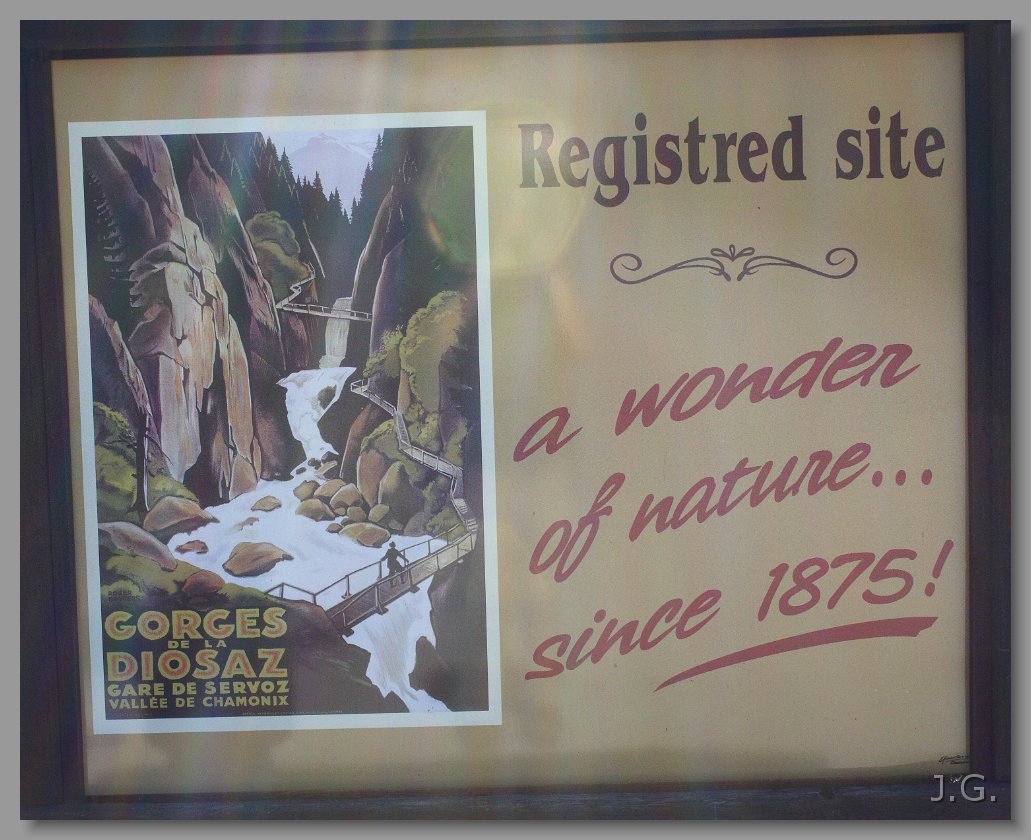 Registred site
a wonder
of nature...
since 1875!
GORGES
DE LA
DIOSAZ
GARE DE SERVOZ
VALLÉE DE CHAMONIX
J.G.